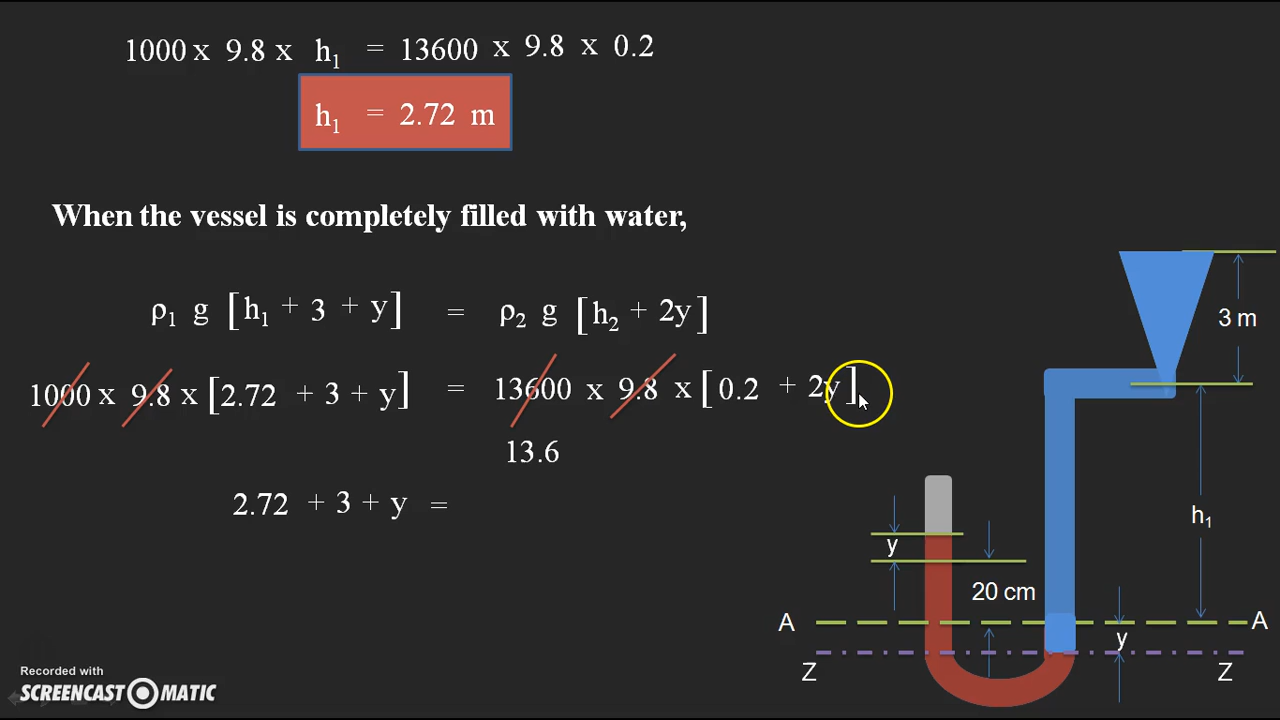 1000 x 9.8 x h₁ = 13600 x 9.8 x 0.2
h₁ = 2.72 m
When the vessel is completely filled with water,
ρ₁ g [h₁ + 3 + y] = ρ₂ g [h₂ + 2y]
1000 x 9.8 x [2.72 + 3 + y] = 13600 x 9.8 x [0.2 + 2y]
13.6
2.72 + 3 + y =
3 m
h₁
y
20 cm
A A
y
Z Z
Recorded with
SCREENCAST MATIC